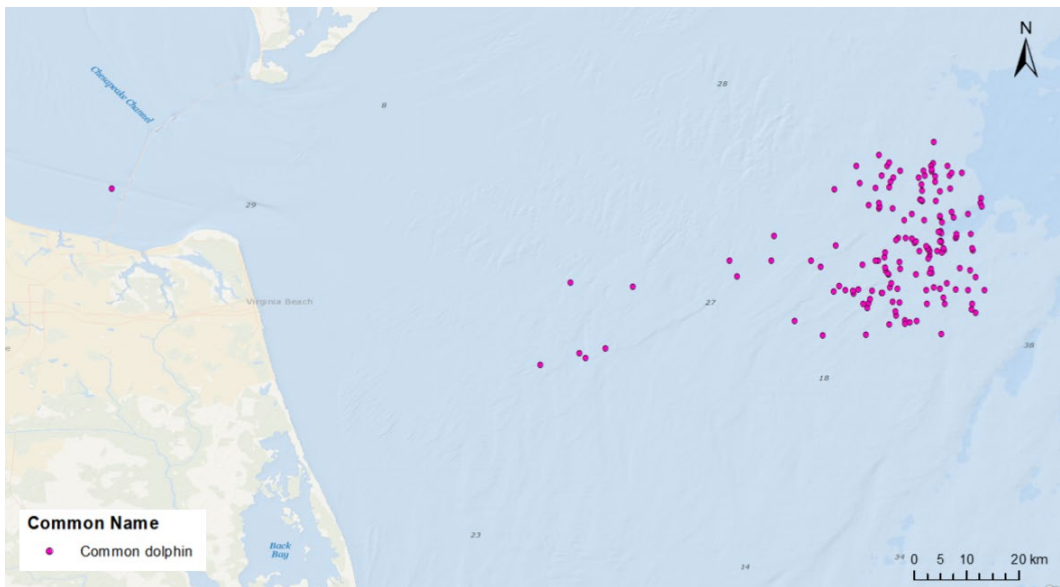 N
28
8
Chesapeake Channel
29
Virginia Beach
27
38
18
Common Name
Common dolphin
23
Back
Bay
14
34
0 5 10 20 km